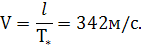 V = l / T* = 342м/с.